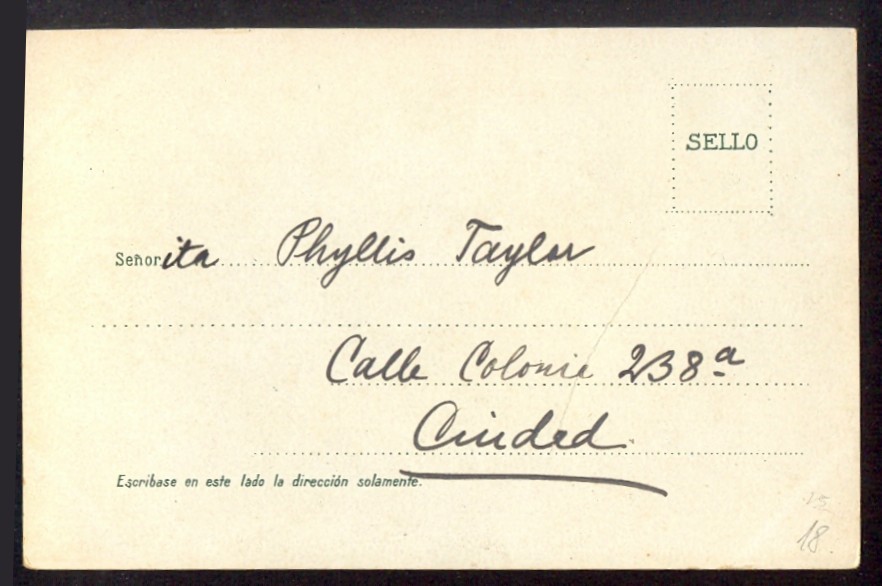 SELLO
Señorita Phyllis Taylor
Calle Colonia 238ª
Ciudad
Escríbase en este lado la dirección solamente.
15
18